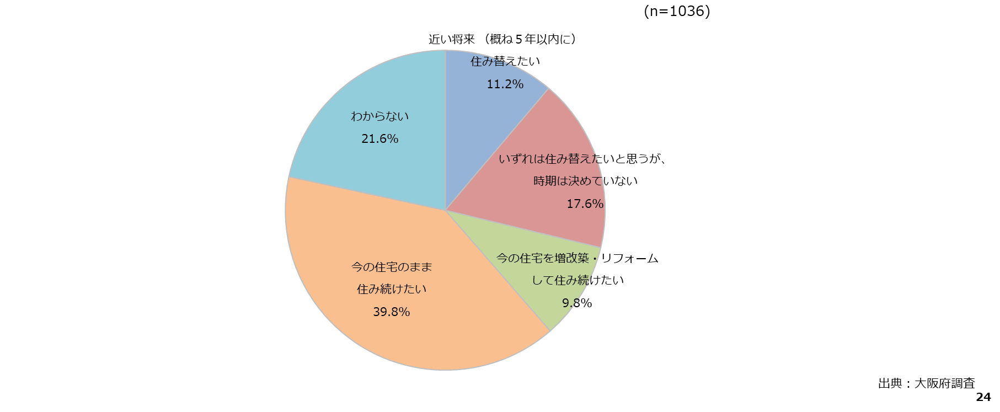 (n=1036)
近い将来 （概ね５年以内に）
住み替えたい
11.2%
いずれは住み替えたいと思うが、
時期は決めていない
17.6%
今の住宅を増改築・リフォーム
して住み続けたい
9.8%
今の住宅のまま
住み続けたい
39.8%
わからない
21.6%
出典：大阪府調査
24